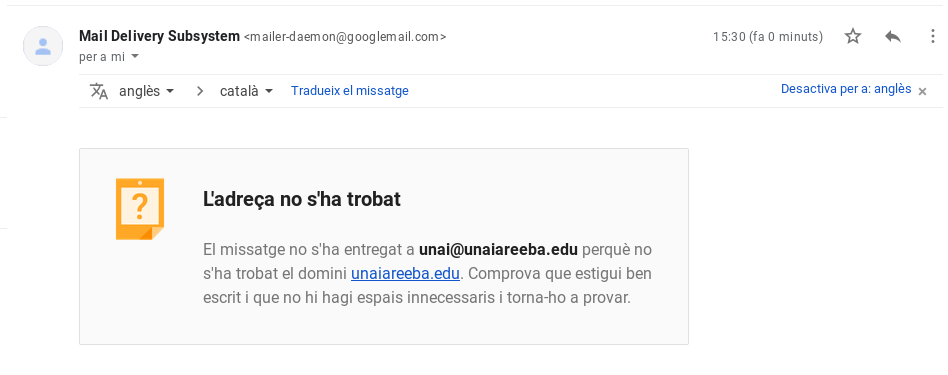 Mail Delivery Subsystem <mailer-daemon@googlemail.com>
15:30 (fa 0 minuts)
per a mi
anglès
català
Tradueix el missatge
Desactiva per a: anglès
L'adreça no s'ha trobat
El missatge no s'ha entregat a unai@unaiareeba.edu perquè no
s'ha trobat el domini unaiareeba.edu. Comprova que estigui ben
escrit i que no hi hagi espais innecessaris i torna-ho a provar.